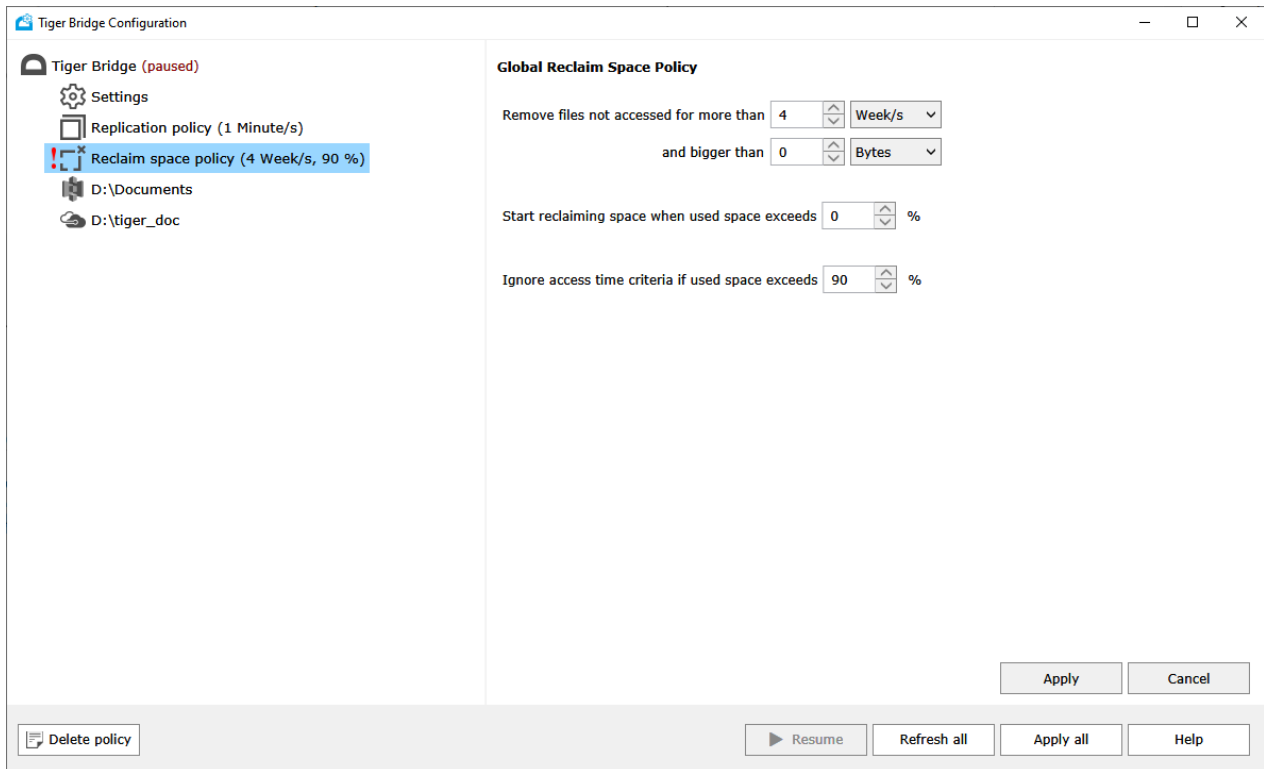 Tiger Bridge Configuration
Tiger Bridge (paused)
Settings
Replication policy (1 Minute/s)
Reclaim space policy (4 Week/s, 90 %)
D:\Documents
D:\tiger_doc
Global Reclaim Space Policy
Remove files not accessed for more than 4 Week/s
and bigger than 0 Bytes
Start reclaiming space when used space exceeds 0 %
Ignore access time criteria if used space exceeds 90 %
Apply Cancel
Delete policy Resume Refresh all Apply all Help